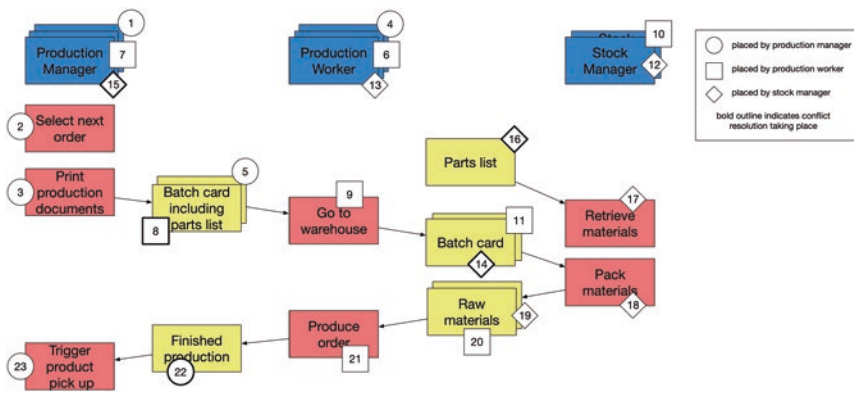 1
Production
Manager
7
15
4
Production
Worker
6
13
Stock
10
Stock
Manager
12
placed by production manager
placed by production worker
placed by stock manager
bold outline indicates conflict
resolution taking place
2
Select next
order
3
Print
production
documents
5
Batch card
including
parts list
8
9
Go to
warehouse
16
Parts list
11
Batch card
14
17
Retrieve
materials
Pack
materials
18
Raw
materials
19
20
Produce
order
21
Finished
production
22
23
Trigger
product
pick up